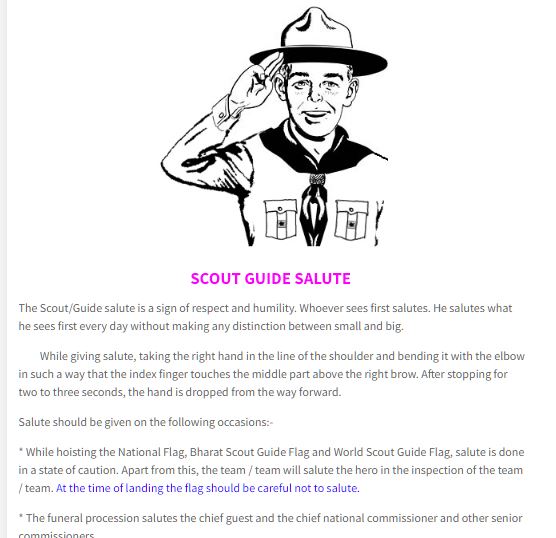 SCOUT GUIDE SALUTE
The Scout/Guide salute is a sign of respect and humility. Whoever sees first salutes. He salutes what
he sees first every day without making any distinction between small and big.
While giving salute, taking the right hand in the line of the shoulder and bending it with the elbow
in such a way that the index finger touches the middle part above the right brow. After stopping for
two to three seconds, the hand is dropped from the way forward.
Salute should be given on the following occasions:-
* While hoisting the National Flag, Bharat Scout Guide Flag and World Scout Guide Flag, salute is done
in a state of caution. Apart from this, the team / team will salute the hero in the inspection of the team
/ team. At the time of landing the flag should be careful not to salute.
* The funeral procession salutes the chief guest and the chief national commissioner and other senior
commissioners